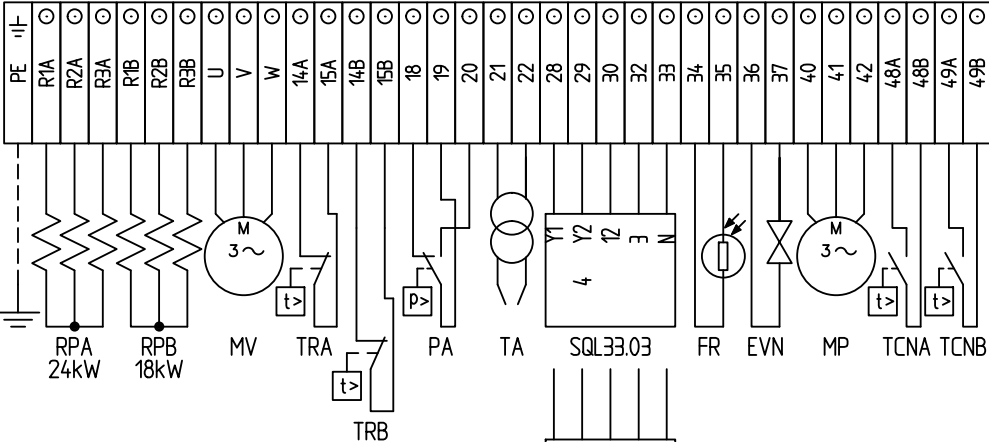 PE R1A R2A R3A R1B R2B R3B U V W 14A 15A 14B 15B 18 19 20 21 22 28 29 30 32 33 34 35 36 37 40 41 42 48A 48B 49A 49B
M M
3~ 3~
Y1 Y2 12 3 N
4
t> p> t> t>
RPA RPB MV TRA PA TA SQL33.03 FR EVN MP TCNA TCNB
24kW 18kW
t>
TRB